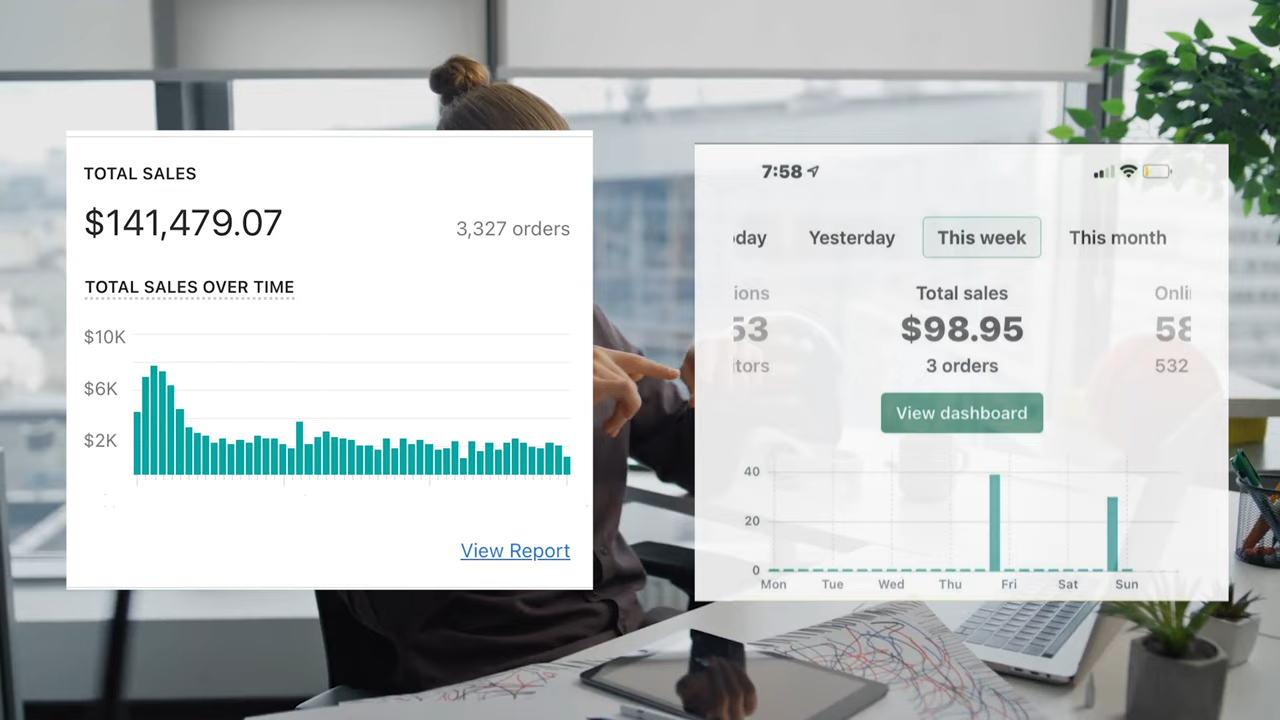 TOTAL SALES
$141,479.07
3,327 orders
TOTAL SALES OVER TIME
$10K
$6K
$2K
View Report
7:58
Yesterday This week This month
Total sales
53 $98.95
3 orders 532
View dashboard
40
20
0
Mon Tue Wed Thu Fri Sat Sun